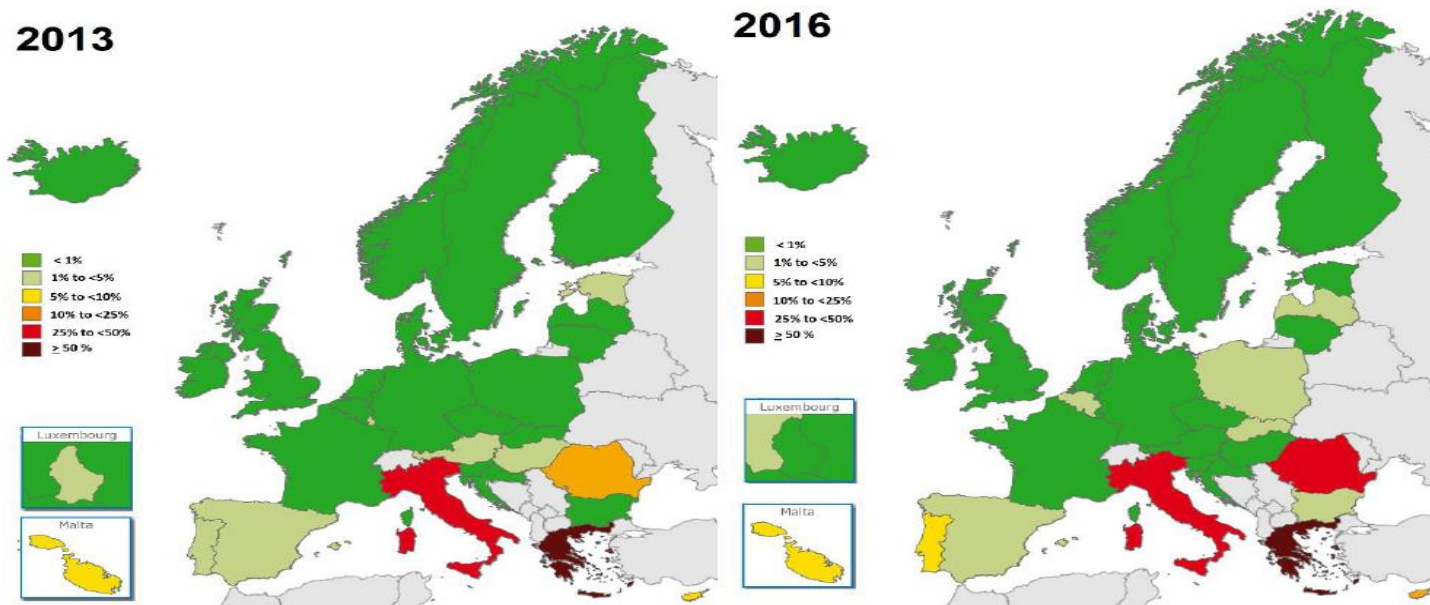 2013
< 1%
1% to <5%
5% to <10%
10% to <25%
25% to <50%
≥ 50 %
Luxembourg
Malta
2016
< 1%
1% to <5%
5% to <10%
10% to <25%
25% to <50%
≥ 50 %
Luxembourg
Malta